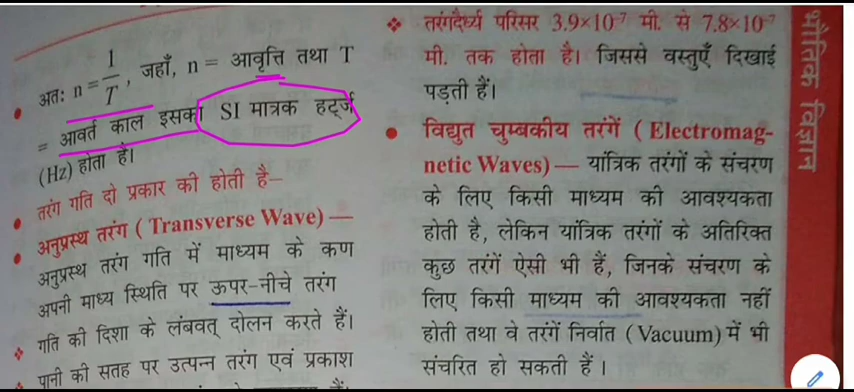 अतः n = 1/T, जहाँ, n = आवृत्ति तथा T
= आवर्त काल इसका SI मात्रक हर्ट्ज
(Hz) होता है।
तरंग गति दो प्रकार की होती है–
अनुप्रस्थ तरंग ( Transverse Wave) —
अनुप्रस्थ तरंग गति में माध्यम के कण
अपनी माध्य स्थिति पर ऊपर-नीचे तरंग
गति की दिशा के लंबवत् दोलन करते हैं।
पानी की सतह पर उत्पन्न तरंग एवं प्रकाश
तरंगदैर्ध्य परिसर 3.9×10⁻⁷ मी. से 7.8×10⁻⁷
मी. तक होता है। जिससे वस्तुएँ दिखाई
पड़ती हैं।
विद्युत चुम्बकीय तरंगें ( Electromag-
netic Waves)— यांत्रिक तरंगों के संचरण
के लिए किसी माध्यम की आवश्यकता
होती है, लेकिन यांत्रिक तरंगों के अतिरिक्त
कुछ तरंगें ऐसी भी हैं, जिनके संचरण के
लिए किसी माध्यम की आवश्यकता नहीं
होती तथा वे तरंगें निर्वात ( Vacuum) में भी
संचरित हो सकती हैं ।
भौतिक विज्ञान